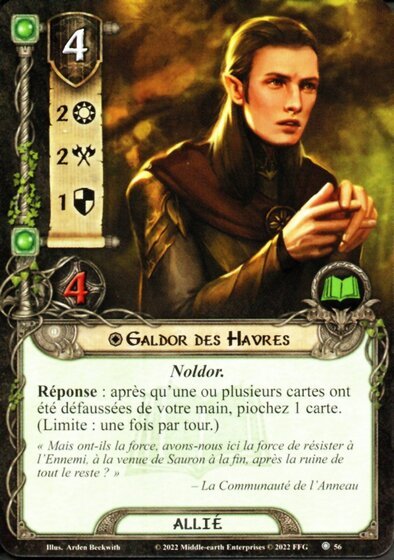 4
2
2
1
4
Galdor des Havres
Noldor.
Réponse : après qu'une ou plusieurs cartes ont
été défaussées de votre main, piochez 1 carte.
(Limite : une fois par tour.)
« Mais ont-ils la force, avons-nous ici la force de résister à
l'Ennemi, à la venue de Sauron à la fin, après la ruine de
tout le reste ? »
– La Communauté de l'Anneau
ALLIÉ
Illus. Arden Beckwith © 2022 Middle-earth Enterprises © 2022 FFG 56